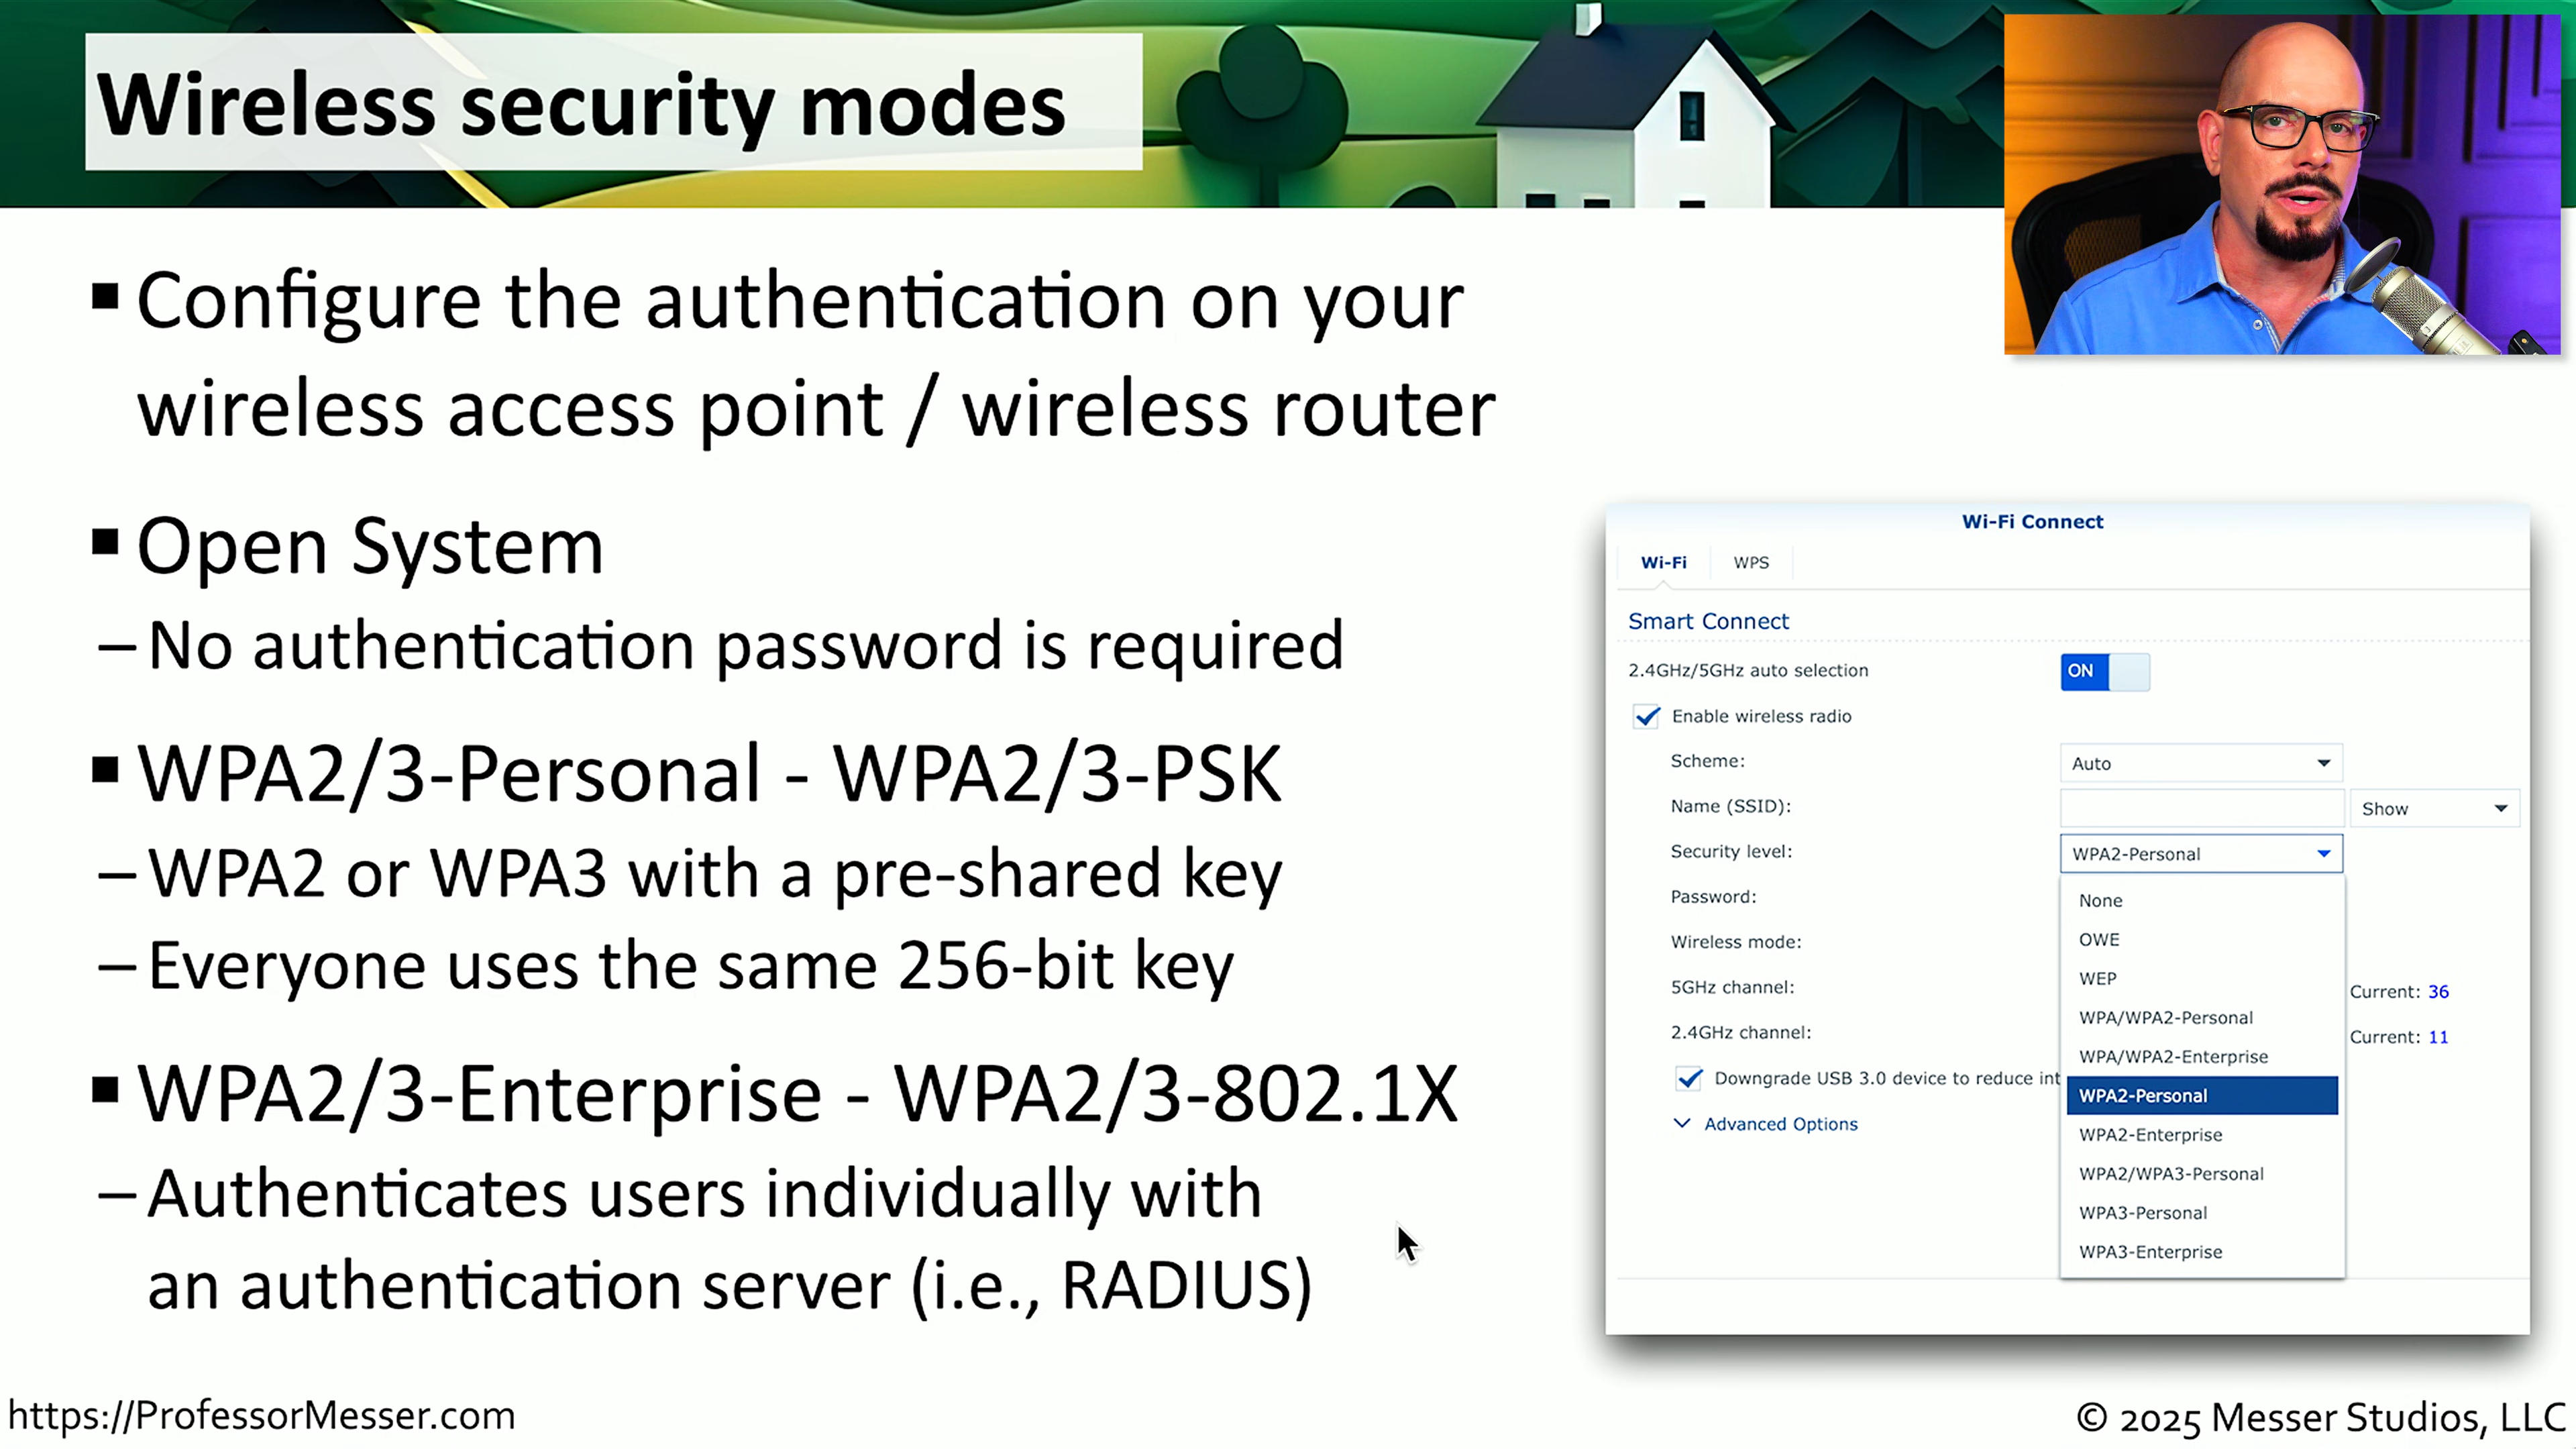 Wireless security modes
▪ Configure the authentication on your
wireless access point / wireless router
▪ Open System
– No authentication password is required
▪ WPA2/3-Personal - WPA2/3-PSK
– WPA2 or WPA3 with a pre-shared key
– Everyone uses the same 256-bit key
▪ WPA2/3-Enterprise - WPA2/3-802.1X
– Authenticates users individually with
an authentication server (i.e., RADIUS)
Wi-Fi Connect
Wi-Fi WPS
Smart Connect
2.4GHz/5GHz auto selection ON
Enable wireless radio
Scheme: Auto
Name (SSID): Show
Security level: WPA2-Personal
Password:
Wireless mode:
5GHz channel: Current: 36
2.4GHz channel: Current: 11
Downgrade USB 3.0 device to reduce int
Advanced Options
None
OWE
WEP
WPA/WPA2-Personal
WPA/WPA2-Enterprise
WPA2-Personal
WPA2-Enterprise
WPA2/WPA3-Personal
WPA3-Personal
WPA3-Enterprise
https://ProfessorMesser.com
© 2025 Messer Studios, LLC